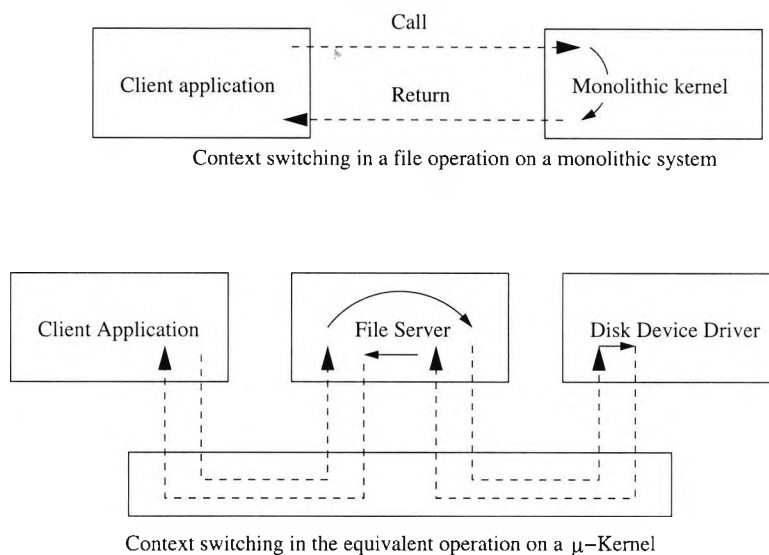 Call
Client application
Monolithic kernel
Return
Context switching in a file operation on a monolithic system
Client Application
File Server
Disk Device Driver
Context switching in the equivalent operation on a μ-Kernel